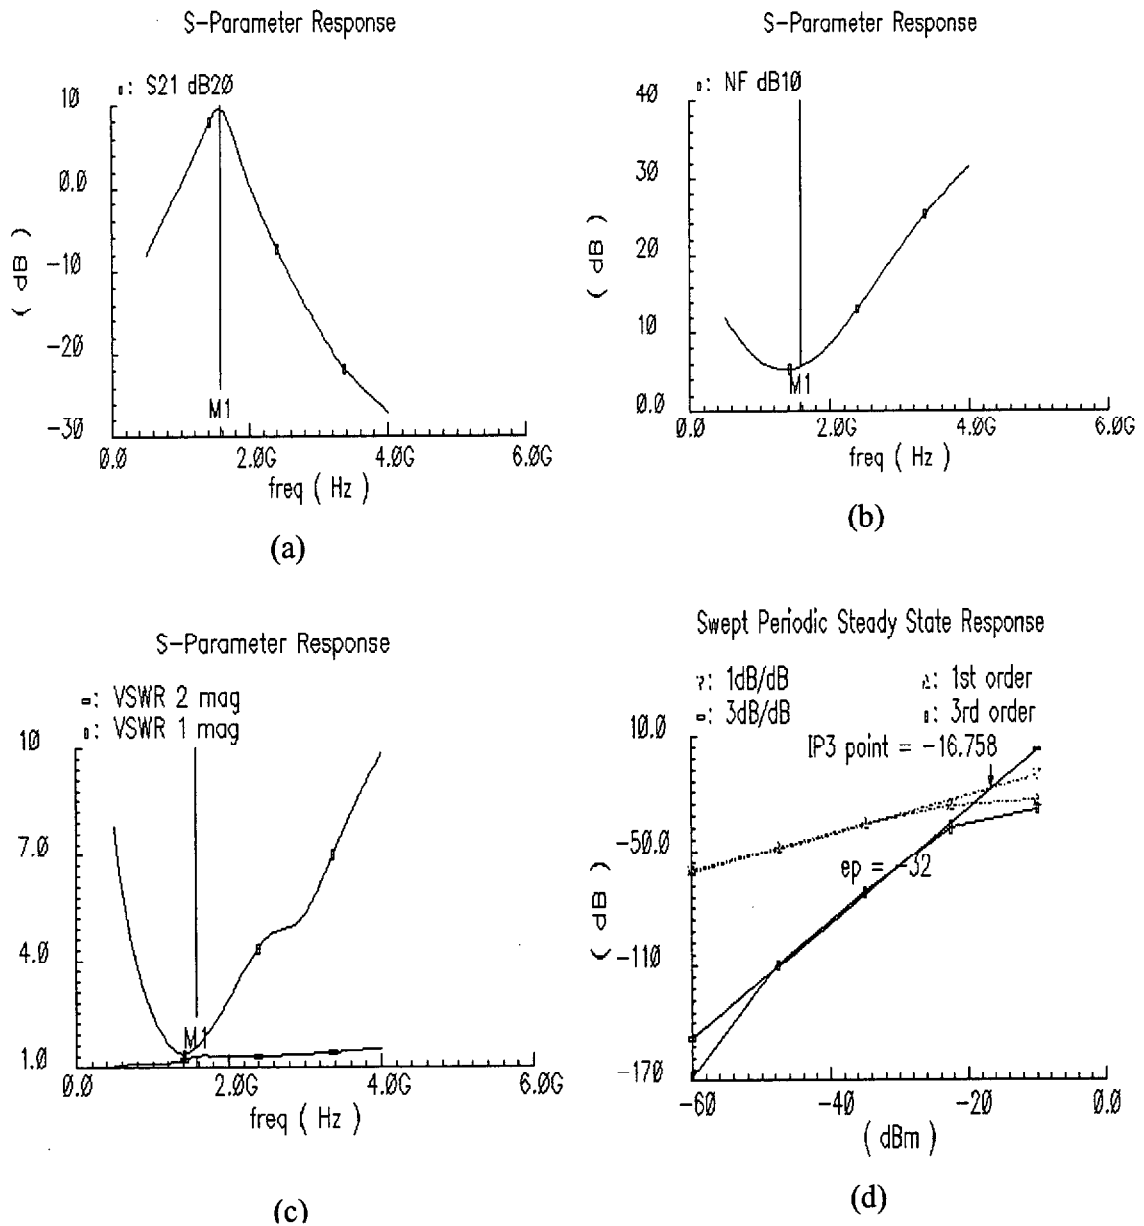 S-Parameter Response
▯: S21 dB20
10
0.0
-10
-20
-30
( dB )
M1
0.0
2.0G
4.0G
6.0G
freq ( Hz )
(a)
S-Parameter Response
▯: NF dB10
40
30
20
10
0.0
( dB )
M1
0.0
2.0G
4.0G
6.0G
freq ( Hz )
(b)
S-Parameter Response
▭: VSWR 2 mag
▯: VSWR 1 mag
10
7.0
4.0
1.0
M1
0.0
2.0G
4.0G
6.0G
freq ( Hz )
(c)
Swept Periodic Steady State Response
: 1dB/dB
: 1st order
▭: 3dB/dB
▯: 3rd order
IP3 point = -16.758
ep = -32
10.0
-50.0
-110
-170
( dB )
-60
-40
-20
0.0
( dBm )
(d)